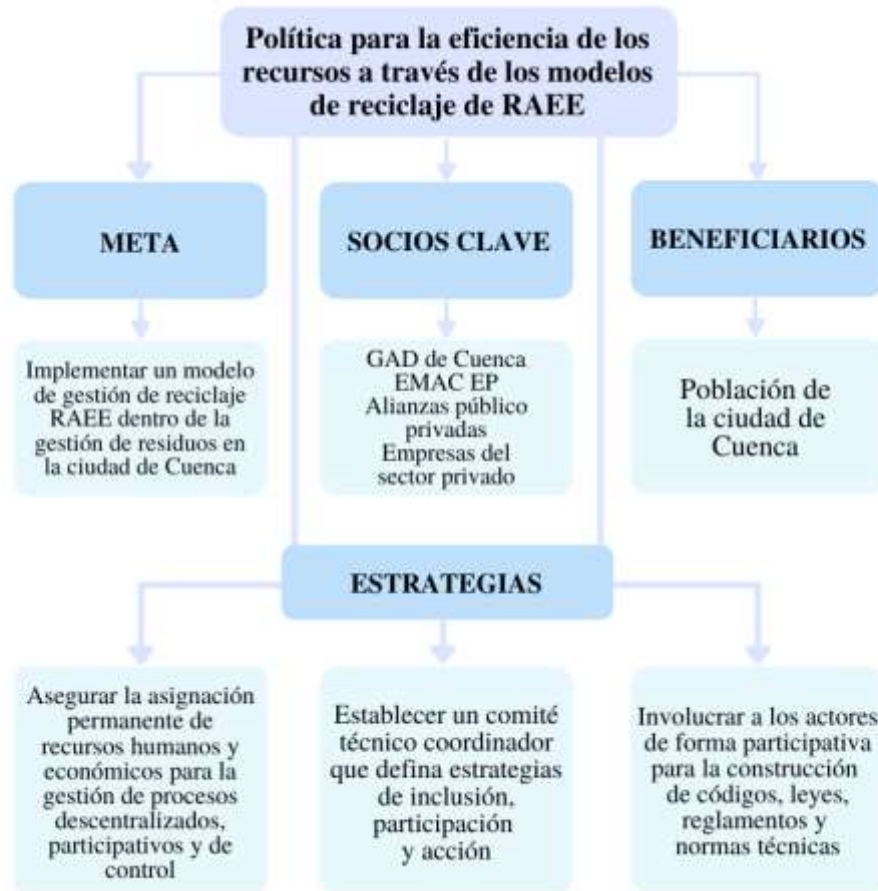 Política para la eficiencia de los
recursos a través de los modelos
de reciclaje de RAEE
META
SOCIOS CLAVE
BENEFICIARIOS
Implementar un modelo
de gestión de reciclaje
RAEE dentro de la
gestión de residuos en
la ciudad de Cuenca
GAD de Cuenca
EMAC EP
Alianzas público
privadas
Empresas del
sector privado
Población de
la ciudad de
Cuenca
ESTRATEGIAS
Asegurar la asignación
permanente de
recursos humanos y
económicos para la
gestión de procesos
descentralizados,
participativos y de
control
Establecer un comité
técnico coordinador
que defina estrategias
de inclusión,
participación
y acción
Involucrar a los actores
de forma participativa
para la construcción
de códigos, leyes,
reglamentos y
normas técnicas